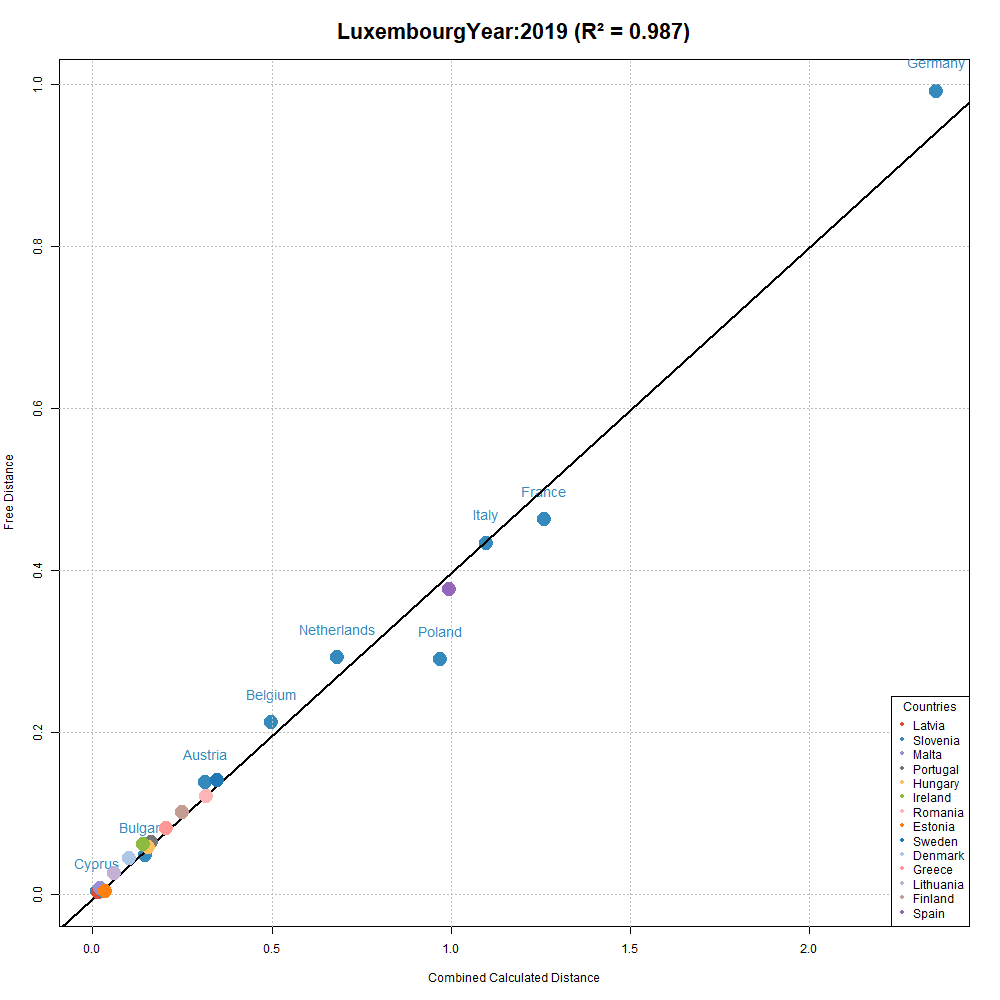 LuxembourgYear:2019 (R² = 0.987)
Germany
France
Italy
Netherlands
Poland
Belgium
Austria
Bulgar
Cyprus
1.0
0.8
0.6
0.4
0.2
0.0
Free Distance
0.0 0.5 1.0 1.5 2.0
Combined Calculated Distance
Countries
Latvia
Slovenia
Malta
Portugal
Hungary
Ireland
Romania
Estonia
Sweden
Denmark
Greece
Lithuania
Finland
Spain